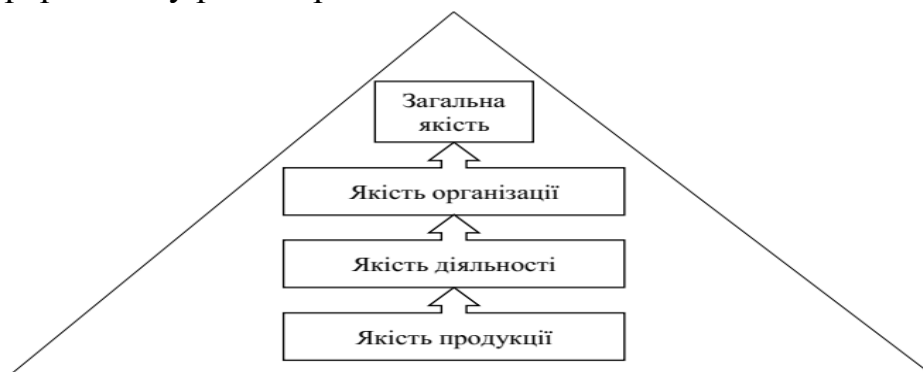 Загальна
якість
Якість організації
Якість діяльності
Якість продукції